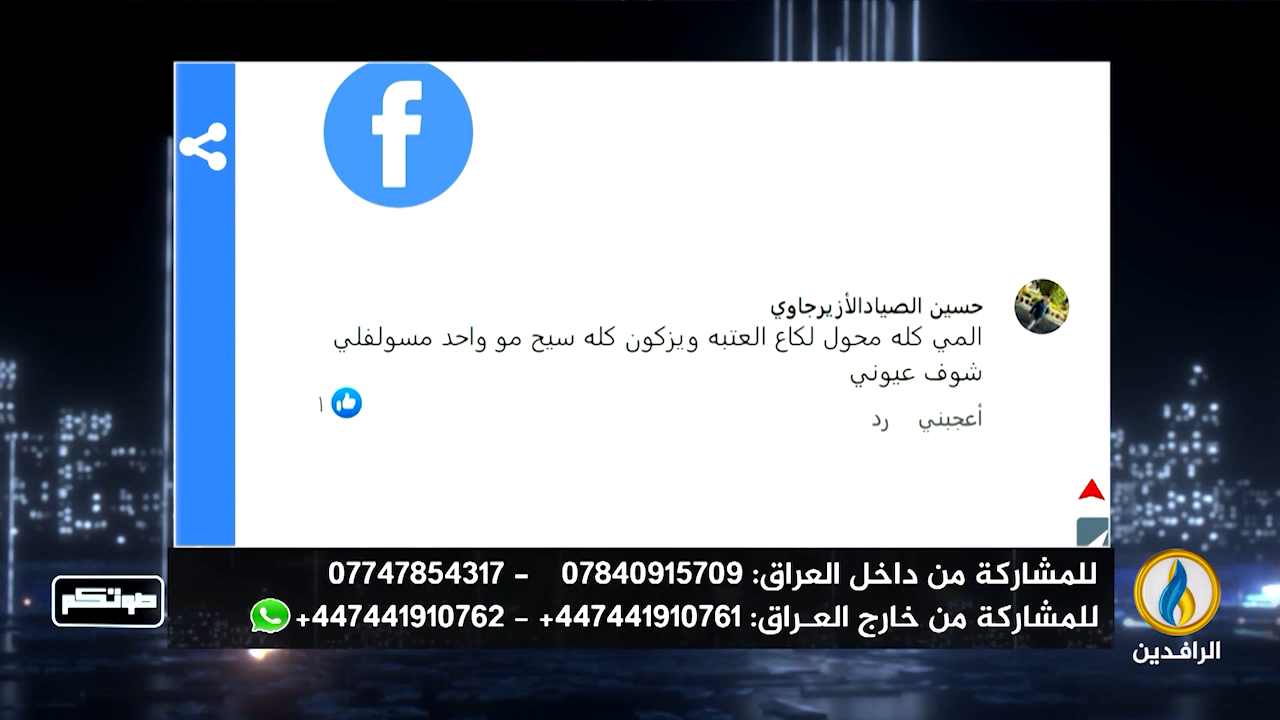 حسين الصيادالأزيرجاوي
المي كله محول لكاع العتبه ويزكون كله سيح مو واحد مسولفلي
شوف عيوني
أعجبني رد
١
للمشاركة من داخل العراق: 07840915709 - 07747854317
للمشاركة من خارج العـراق: 447441910761+ - 447441910762+
صوتكم
الرافدين